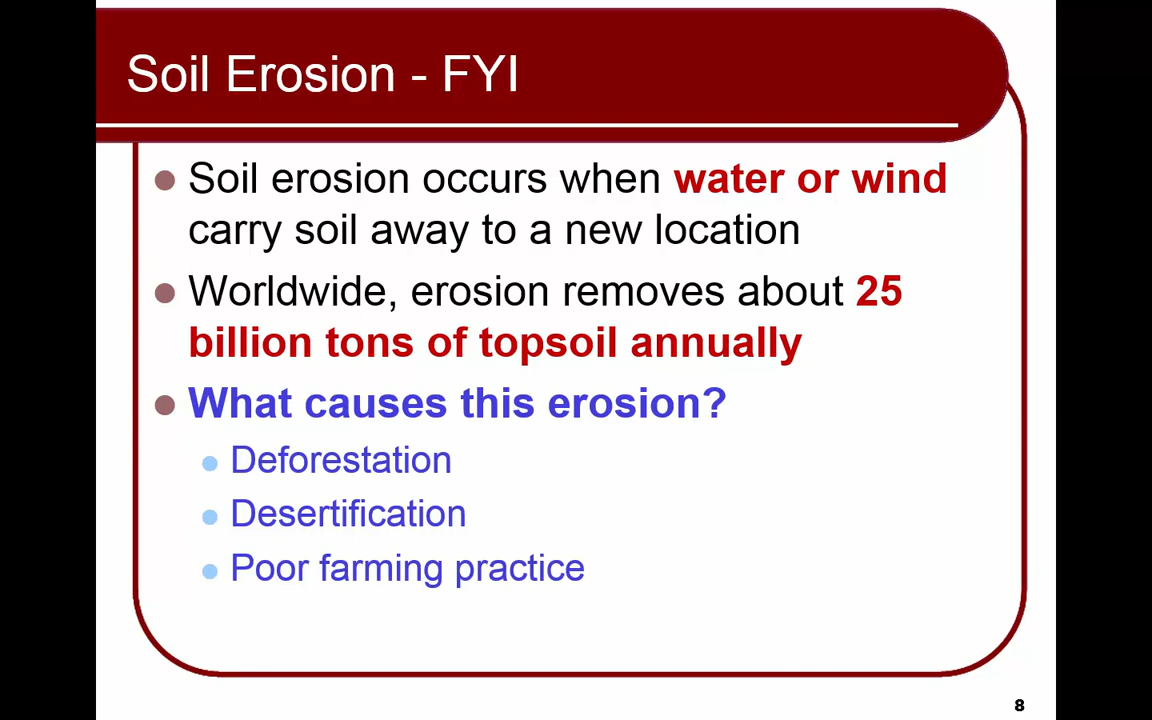 Soil Erosion - FYI
Soil erosion occurs when water or wind
carry soil away to a new location
Worldwide, erosion removes about 25
billion tons of topsoil annually
What causes this erosion?
Deforestation
Desertification
Poor farming practice
8